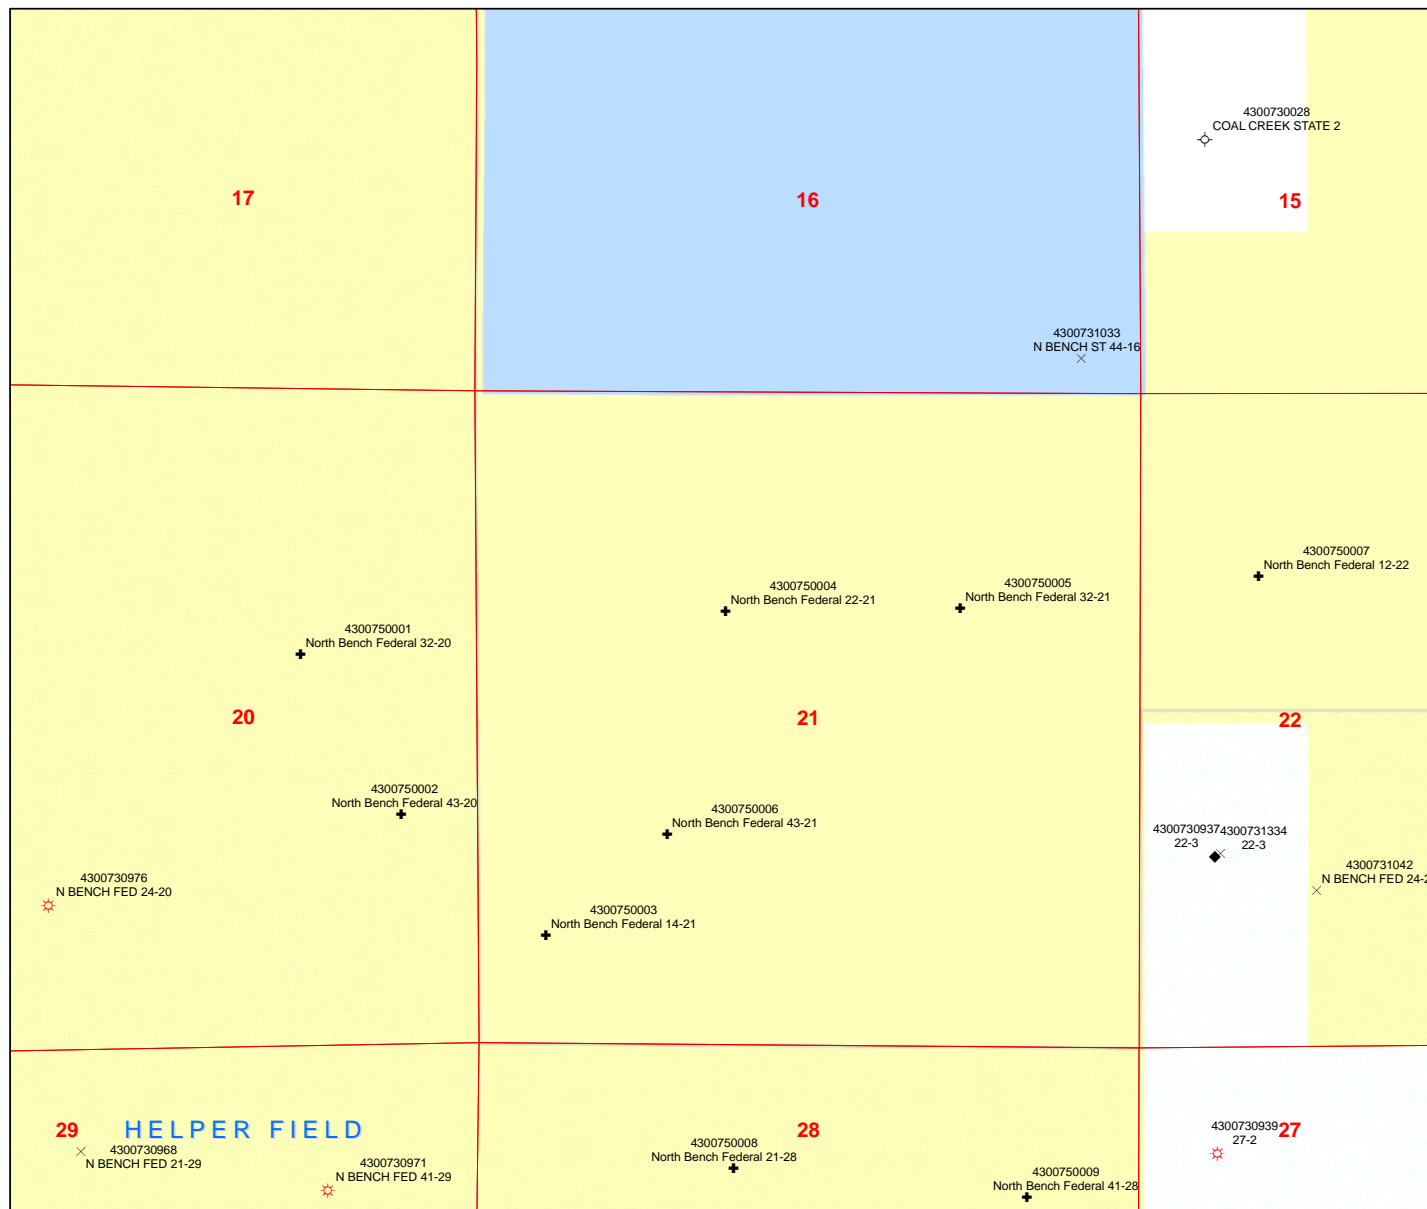 4300730028
COAL CREEK STATE 2
17
16
15
4300731033
N BENCH ST 44-16
4300750007
North Bench Federal 12-22
4300750004
North Bench Federal 22-21
4300750005
North Bench Federal 32-21
4300750001
North Bench Federal 32-20
20
21
22
4300750002
North Bench Federal 43-20
4300750006
North Bench Federal 43-21
4300730937
22-3
4300731334
22-3
4300730976
N BENCH FED 24-20
4300731042
N BENCH FED 24-2
4300750003
North Bench Federal 14-21
29
HELPER FIELD
28
27
4300730939
27-2
4300730968
N BENCH FED 21-29
4300730971
N BENCH FED 41-29
4300750008
North Bench Federal 21-28
4300750009
North Bench Federal 41-28